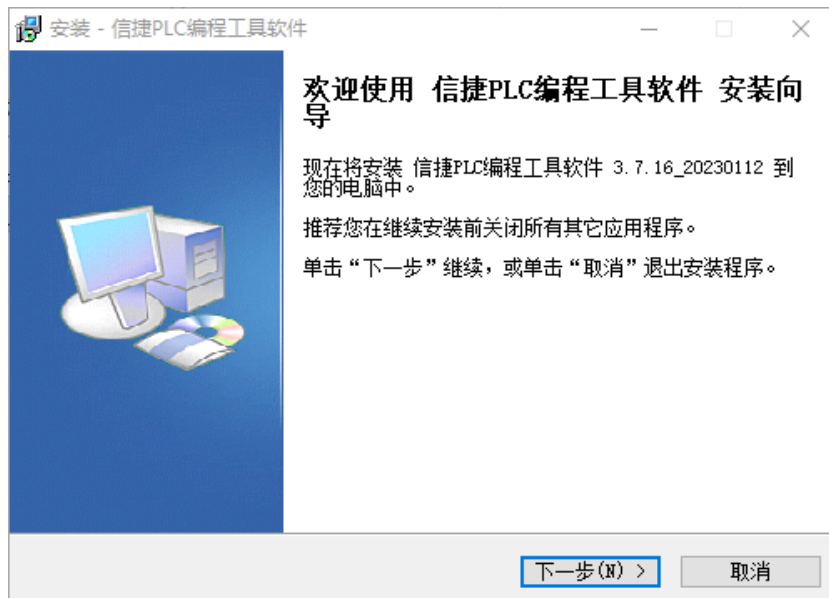 安装 - 信捷PLC编程工具软件
欢迎使用 信捷PLC编程工具软件 安装向
导
现在将安装 信捷PLC编程工具软件 3.7.16_20230112 到
您的电脑中。
推荐您在继续安装前关闭所有其它应用程序。
单击“下一步”继续，或单击“取消”退出安装程序。
下一步(N) >
取消